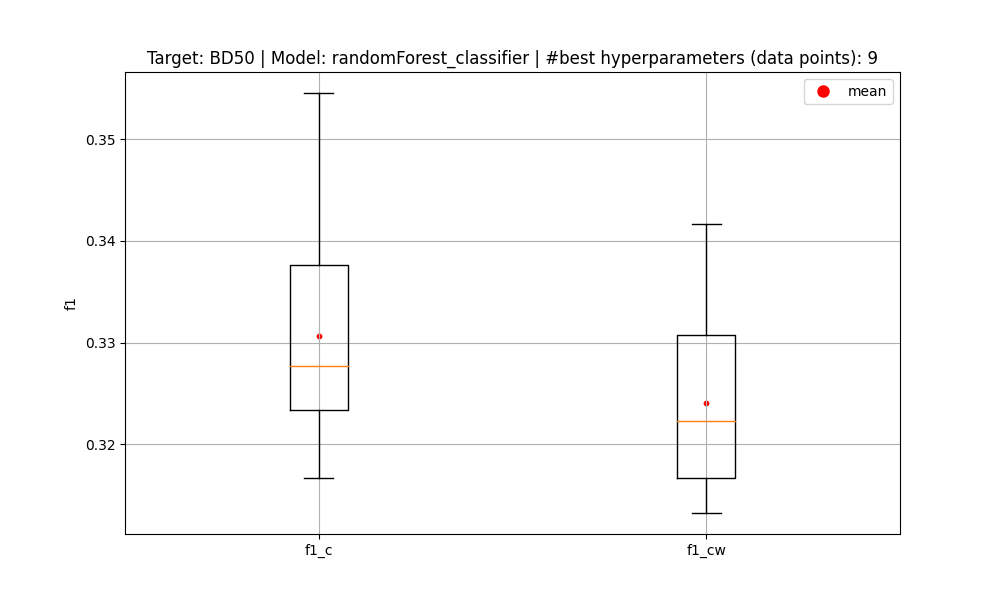 Target: BD50 | Model: randomForest_classifier | #best hyperparameters (data points): 9
mean
0.35
0.34
0.33
0.32
f1
f1_c
f1_cw